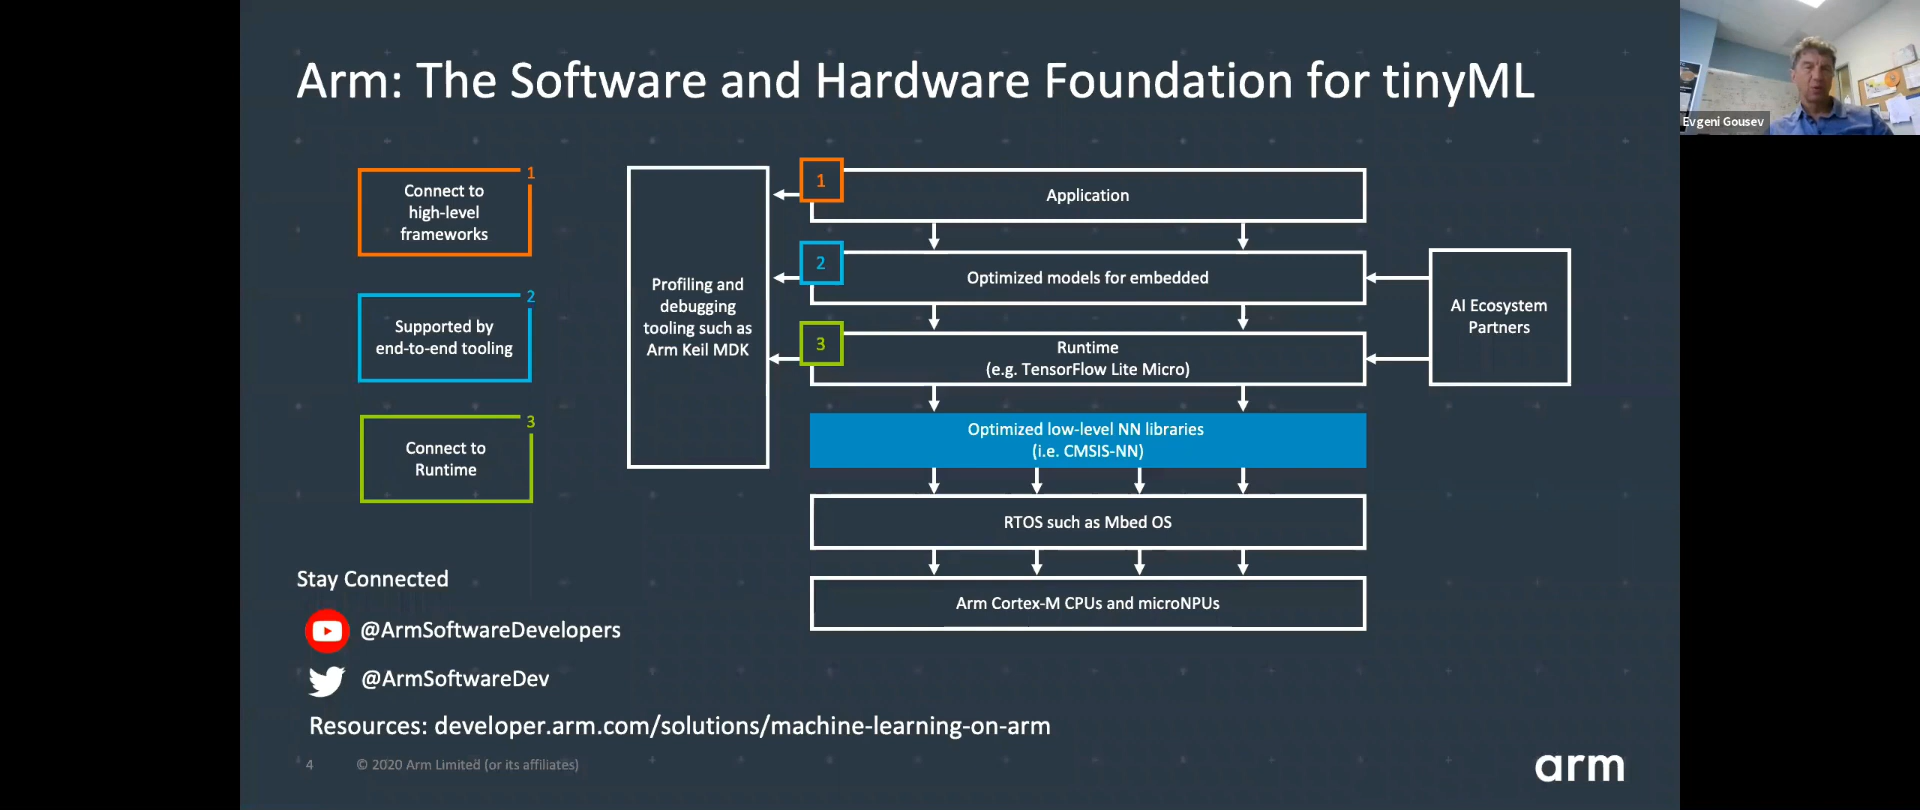 Arm: The Software and Hardware Foundation for tinyML
Evgeni Gousev
1
Connect to
high-level
frameworks
2
Supported by
end-to-end tooling
3
Connect to
Runtime
Profiling and
debugging
tooling such as
Arm Keil MDK
1
Application
2
Optimized models for embedded
3
Runtime
(e.g. TensorFlow Lite Micro)
Optimized low-level NN libraries
(i.e. CMSIS-NN)
RTOS such as Mbed OS
Arm Cortex-M CPUs and microNPUs
AI Ecosystem
Partners
Stay Connected
@ArmSoftwareDevelopers
@ArmSoftwareDev
Resources: developer.arm.com/solutions/machine-learning-on-arm
4 © 2020 Arm Limited (or its affiliates)
arm